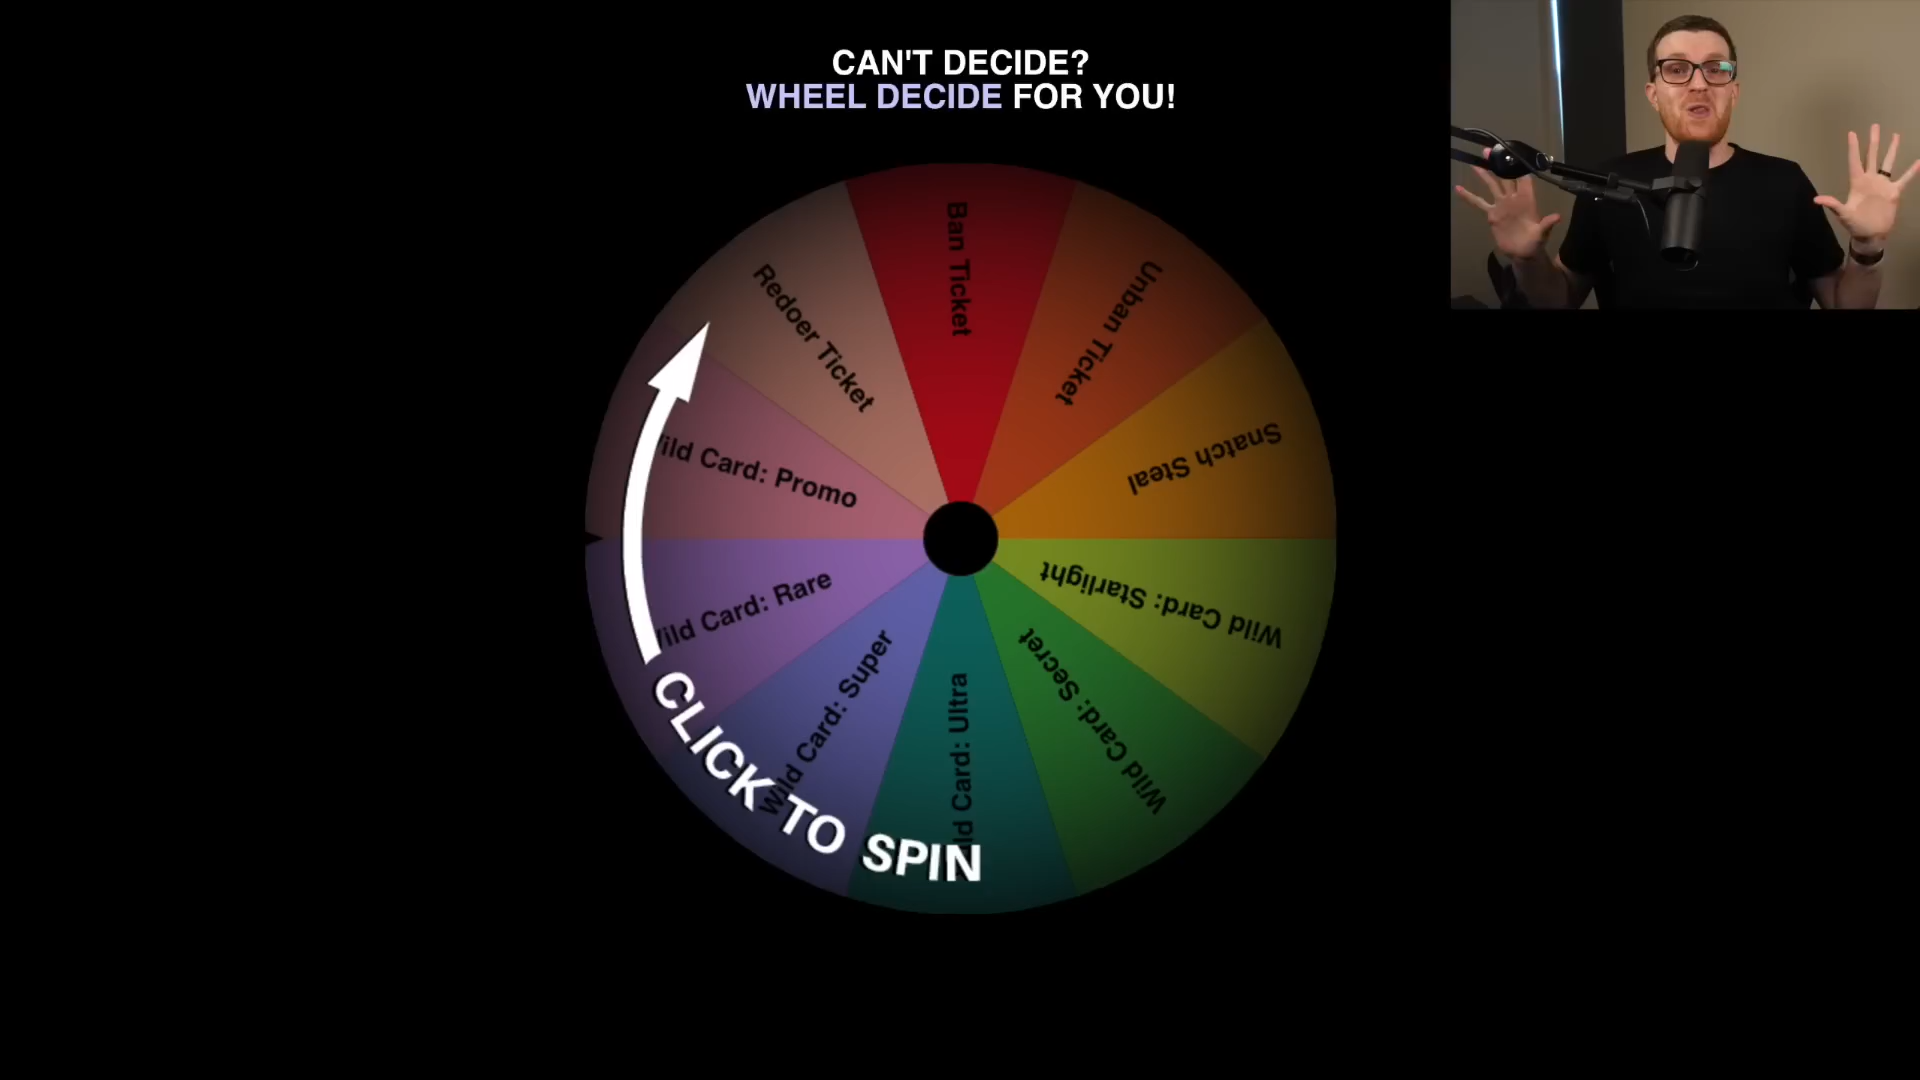 CAN'T DECIDE?
WHEEL DECIDE FOR YOU!
Ban Ticket
Unban Ticket
Snatch Steal
Wild Card: Starlight
Wild Card: Secret
Card: Ultra
Wild Card: Super
Card: Rare
Card: Promo
Redoer Ticket
CLICK TO SPIN